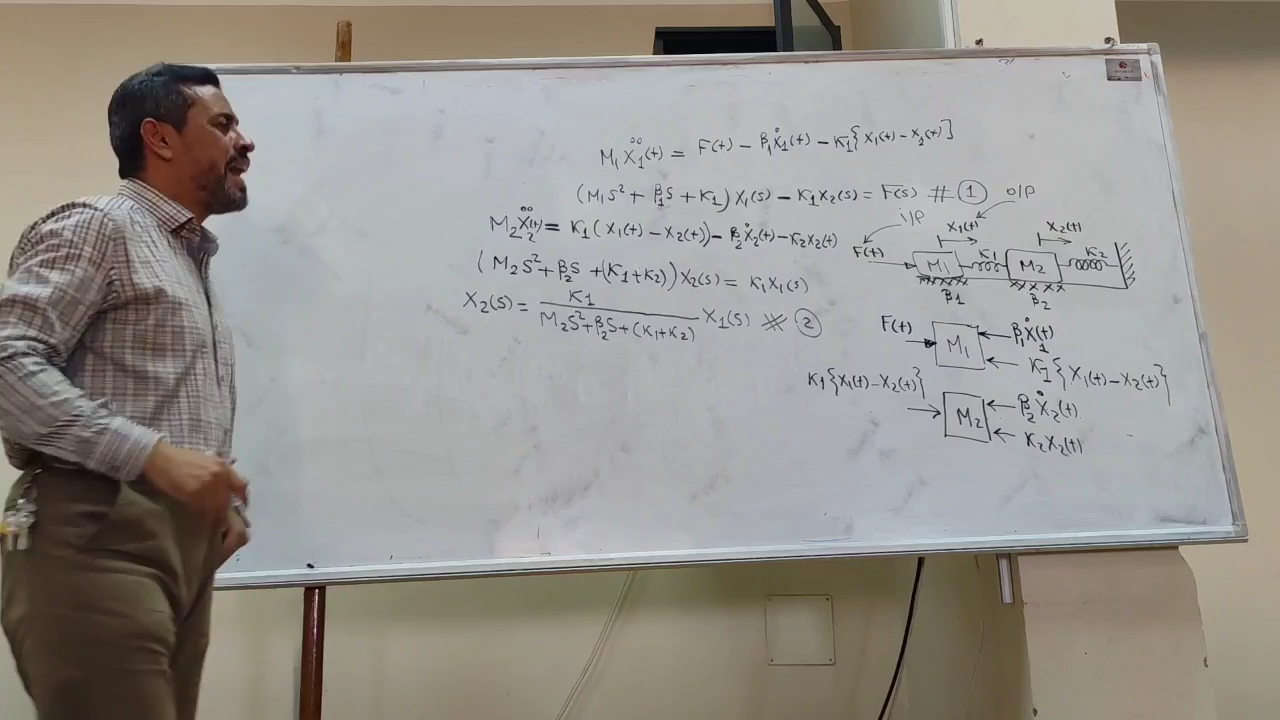 M₁ẍ₁(t) = F(t) - β₁ẋ₁(t) - K₁{x₁(t) - x₂(t)]
(M₁s² + β₁s + K₁) X₁(s) - K₁X₂(s) = F(s) # ①
M₂ẍ₂(t) = K₁(x₁(t) - x₂(t)) - β₂ẋ₂(t) - K₂x₂(t)
(M₂s² + β₂s + (K₁+K₂)) X₂(s) = K₁X₁(s)
X₂(s) = K₁ / M₂s² + β₂s + (K₁+K₂) X₁(s) # ②
i/P O/P
x₁(t) x₂(t)
F(t) M₁ K₁ M₂ K₂
β₁ β₂
F(t) M₁ β₁ẋ₁(t)
K₁{x₁(t) - x₂(t)}
K₁{x₁(t) - x₂(t)} M₂ β₂ẋ₂(t)
K₂x₂(t)